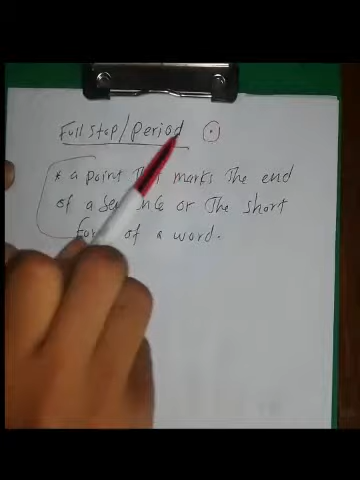 Full stop/Period .
* a point marks the end
of a or the short
of a word.